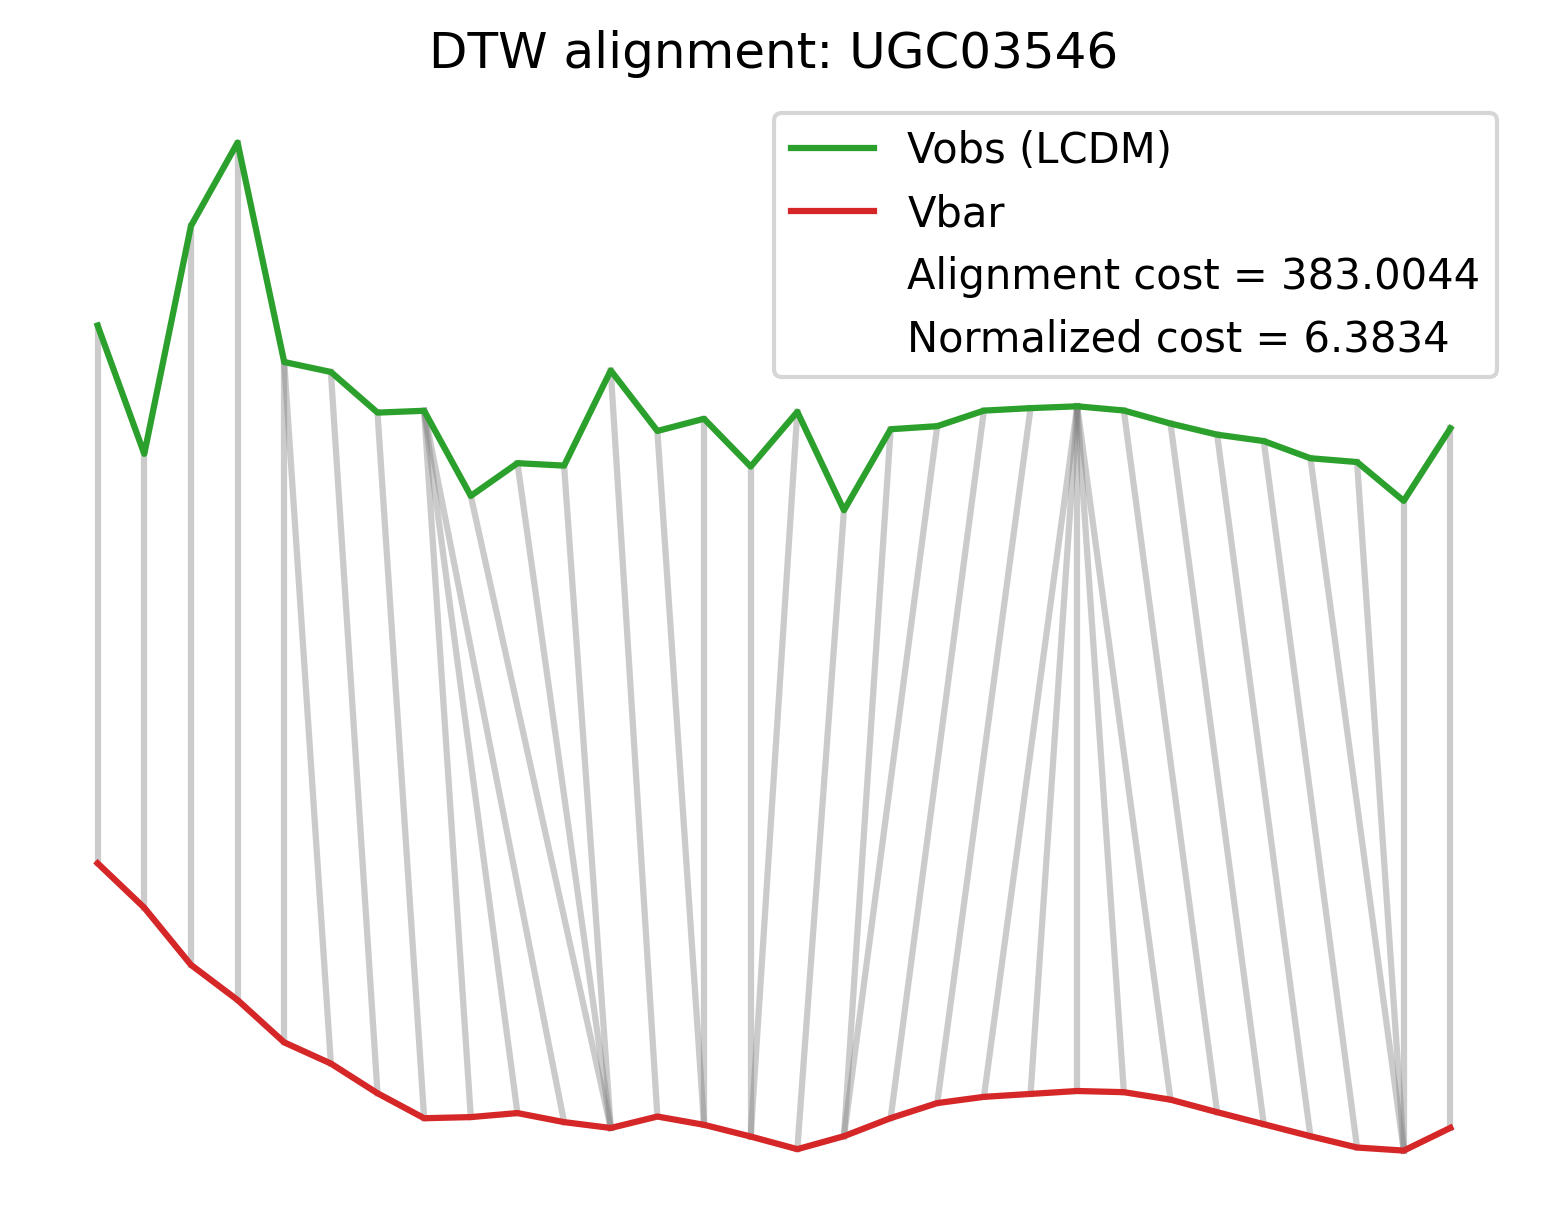 DTW alignment: UGC03546
Vobs (LCDM)
Vbar
Alignment cost = 383.0044
Normalized cost = 6.3834